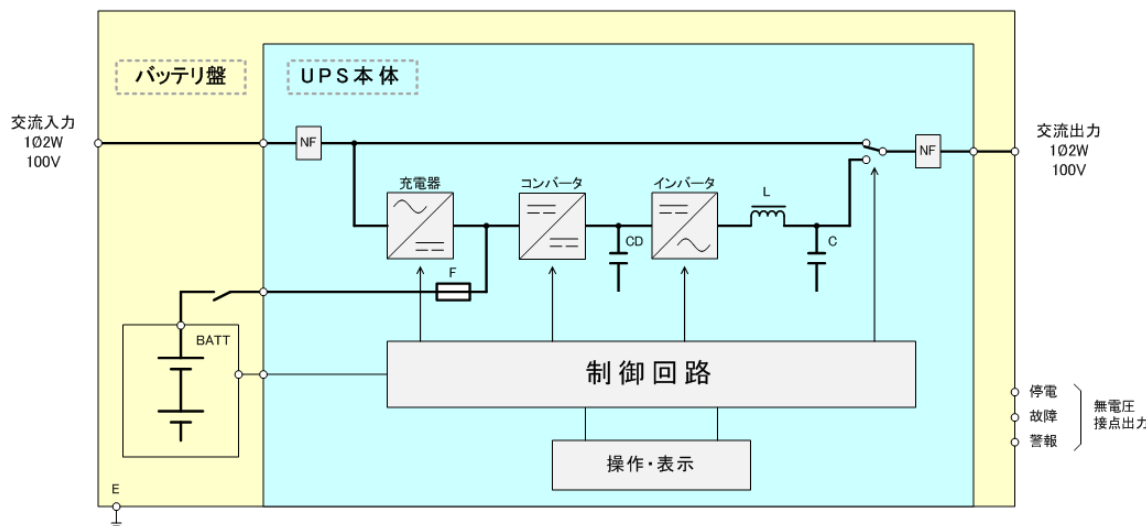 バッテリ盤
UPS本体
交流入力
1Ø2W
100V
NF
NF
交流出力
1Ø2W
100V
充電器
コンバータ
インバータ
L
CD
C
F
BATT
制御回路
操作・表示
停電
故障
警報
無電圧
接点出力
E